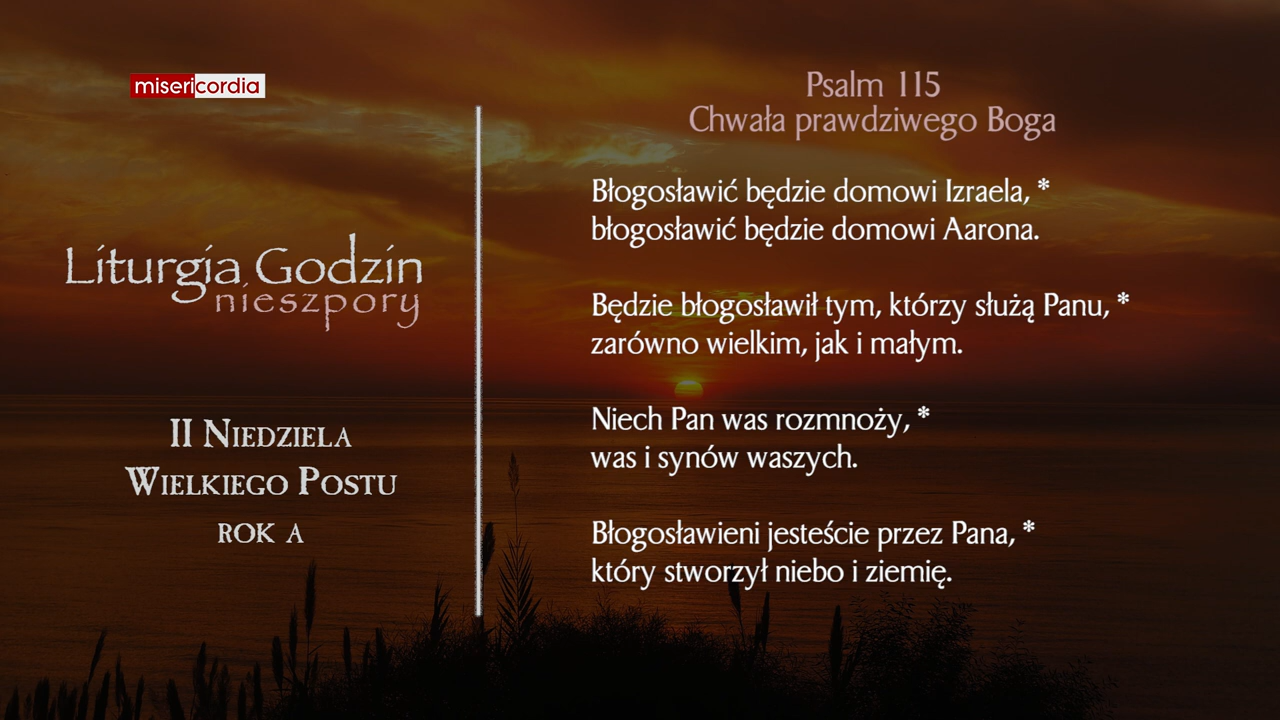 misericordia
Liturgia Godzin
nieszpory
II Niedziela
Wielkiego Postu
rok A
Psalm 115
Chwała prawdziwego Boga
Błogosławić będzie domowi Izraela, *
błogosławić będzie domowi Aarona.
Będzie błogosławił tym, którzy służą Panu, *
zarówno wielkim, jak i małym.
Niech Pan was rozmnoży, *
was i synów waszych.
Błogosławieni jesteście przez Pana, *
który stworzył niebo i ziemię.